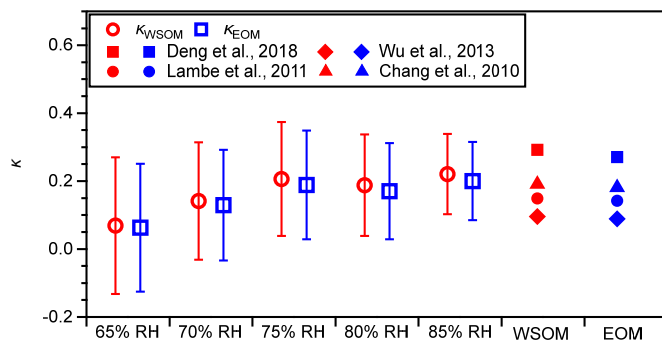 0.6
κWSOM κEOM
Deng et al., 2018 Wu et al., 2013
Lambe et al., 2011 Chang et al., 2010
0.4
κ
0.2
0.0
-0.2
65% RH 70% RH 75% RH 80% RH 85% RH WSOM EOM